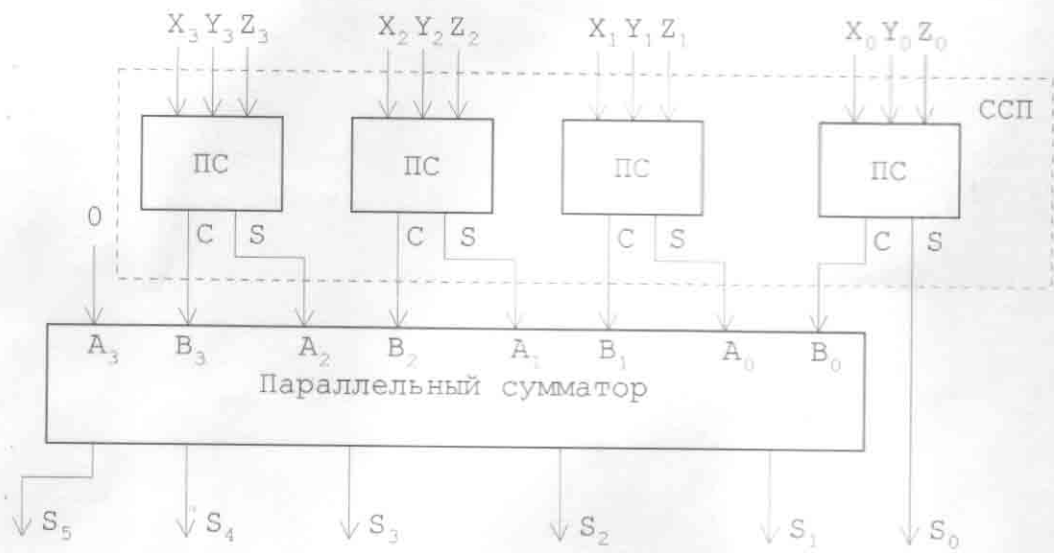 X₃ Y₃ Z₃ X₂ Y₂ Z₂ X₁ Y₁ Z₁ X₀ Y₀ Z₀
ССП
ПС ПС ПС ПС
0 C S C S C S C S
A₃ B₃ A₂ B₂ A₁ B₁ A₀ B₀
Параллельный сумматор
S₅ S₄ S₃ S₂ S₁ S₀